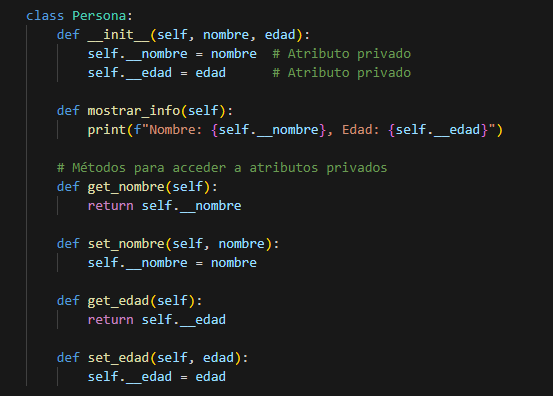 class Persona:
    def __init__(self, nombre, edad):
        self.__nombre = nombre  # Atributo privado
        self.__edad = edad      # Atributo privado

    def mostrar_info(self):
        print(f"Nombre: {self.__nombre}, Edad: {self.__edad}")

    # Métodos para acceder a atributos privados
    def get_nombre(self):
        return self.__nombre

    def set_nombre(self, nombre):
        self.__nombre = nombre

    def get_edad(self):
        return self.__edad

    def set_edad(self, edad):
        self.__edad = edad